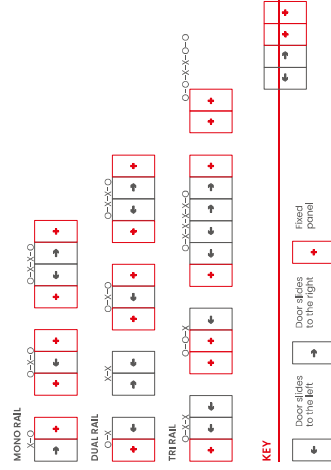 MONO RAIL
X-O
O-X-O
O-X-X-O
DUAL RAIL
O-X
X-X
O-X-O
O-X-X-O
TRI RAIL
O-X-X
O-O-X
O-X-X-X-X-O
O-O-X-X-O-O
KEY
Door slides
to the left
Door slides
to the right
Fixed
panel